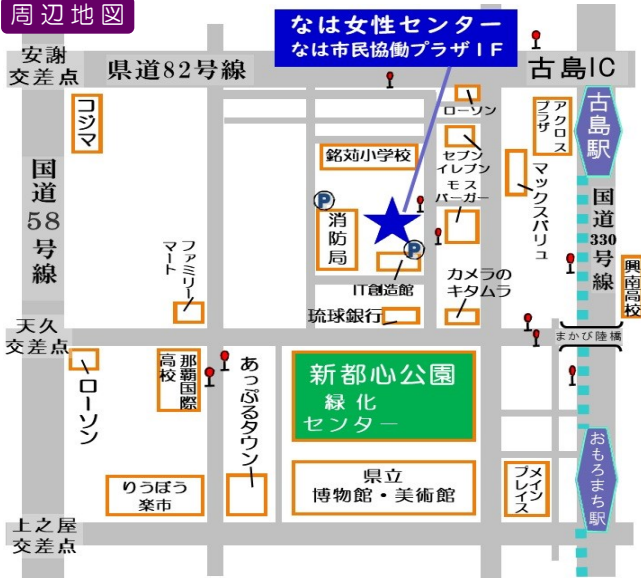 周辺地図
なは女性センター
なは市民協働プラザ1F
安謝
交差点
県道82号線
古島IC
コジマ
ローソン
アクロス
プラザ
古島駅
銘苅小学校
セブン
イレブン
モス
バーガー
マックスバリュ
国道58号線
国道330号線
P
消防局
P
ファミリー
マート
IT創造館
カメラの
キタムラ
興南高校
琉球銀行
天久
交差点
まかび陸橋
ローソン
那覇国際
高校
あっぷるタウン
新都心公園
緑化
センター
おもろまち駅
りうぼう
楽市
県立
博物館・美術館
メイン
プレイス
上之屋
交差点